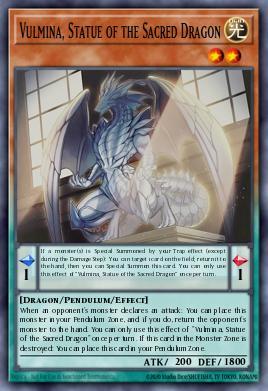 Vulmina, Statue of the Sacred Dragon
光
If a monster(s) is Special Summoned by your Trap effect (except
during the Damage Step): You can target 1 card on the field; return it to
the hand, then you can Special Summon this card. You can only use
this effect of "Vulmina, Statue of the Sacred Dragon" once per turn.
1 1
[Dragon/Pendulum/Effect]
When an opponent's monster declares an attack: You can place this
monster in your Pendulum Zone, and if you do, return the opponent's
monster to the hand. You can only use this effect of "Vulmina, Statue
of the Sacred Dragon" once per turn. If this card in the Monster Zone is
destroyed: You can place this card in your Pendulum Zone.
ATK/ 200 DEF/ 1800